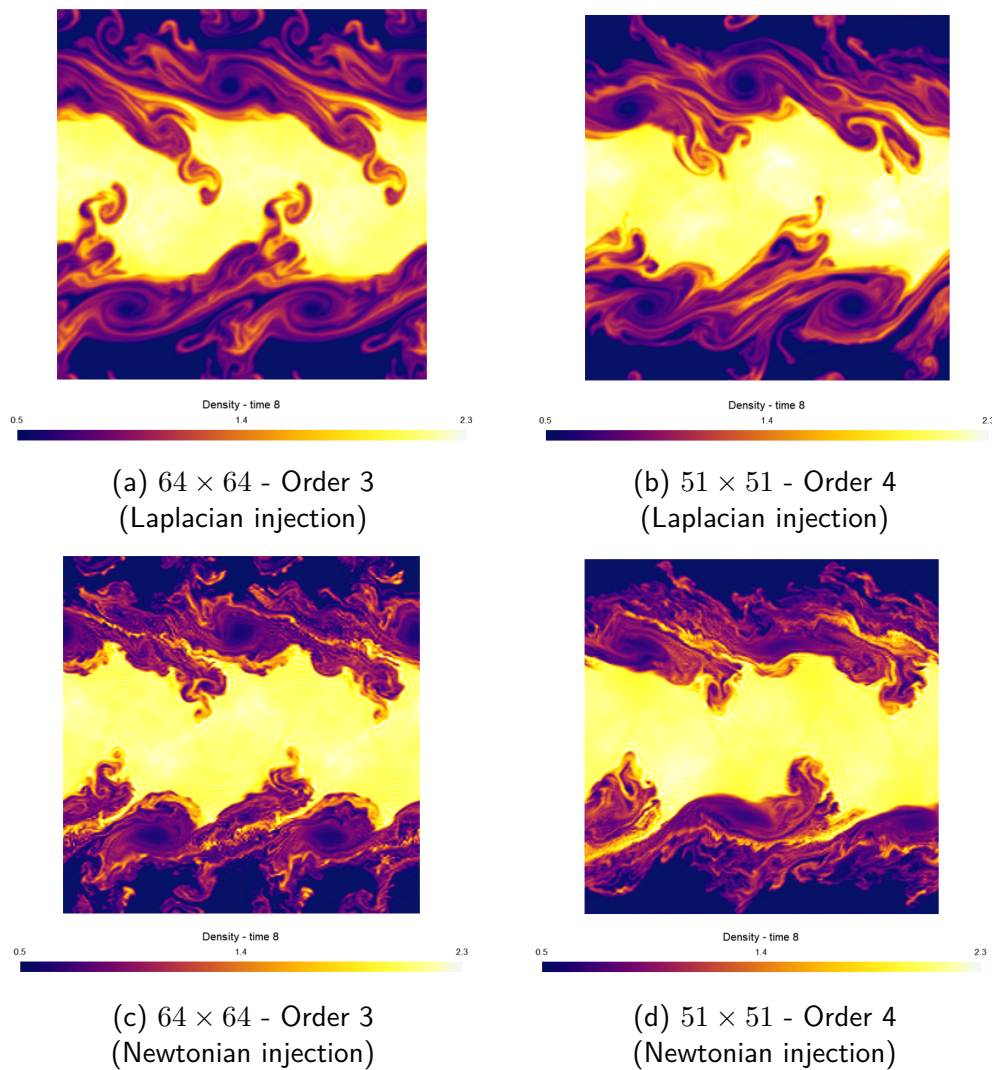 Density - time 8
0.5 1.4 2.3
Density - time 8
0.5 1.4 2.3
(a) 64 × 64 - Order 3
(Laplacian injection)
(b) 51 × 51 - Order 4
(Laplacian injection)
Density - time 8
0.5 1.4 2.3
Density - time 8
0.5 1.4 2.3
(c) 64 × 64 - Order 3
(Newtonian injection)
(d) 51 × 51 - Order 4
(Newtonian injection)